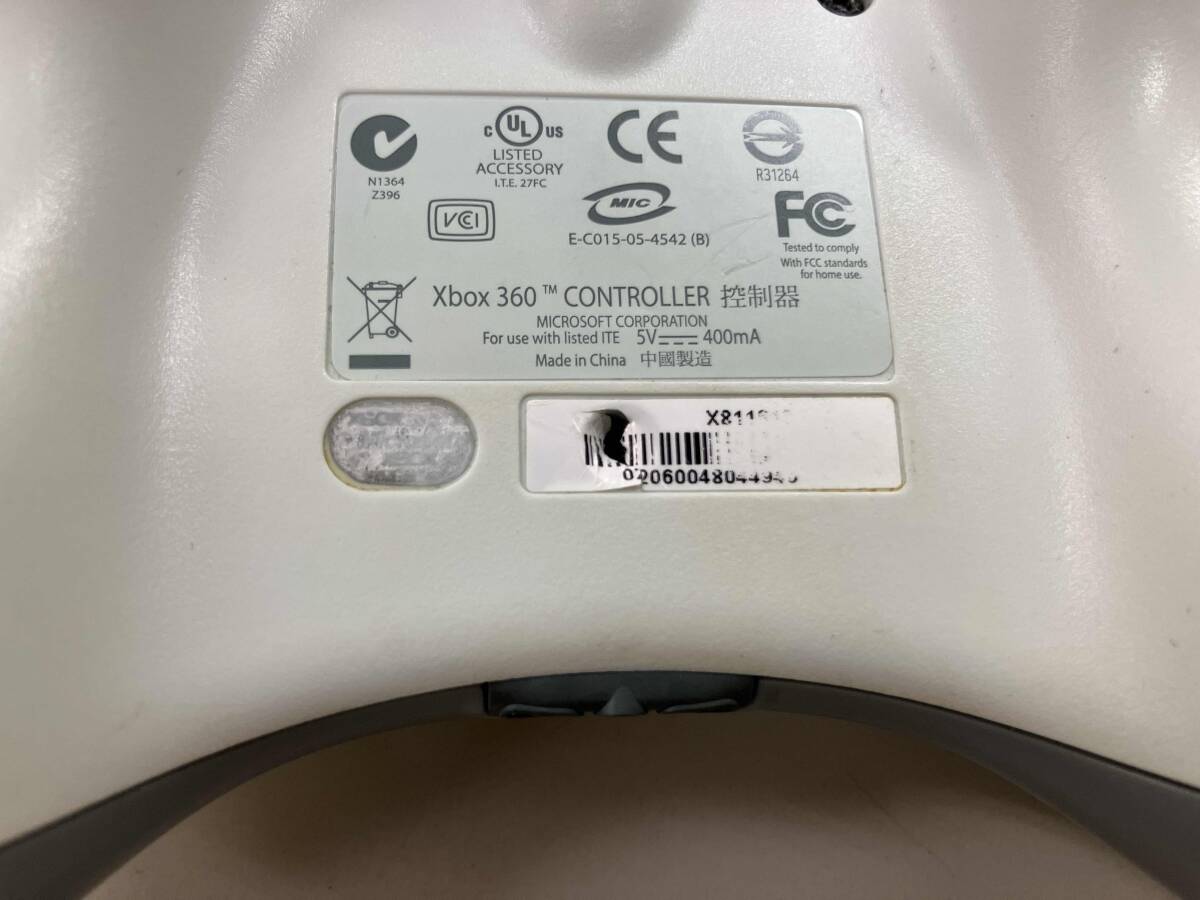 N1364
Z396
C UL US
LISTED
ACCESSORY
I.T.E. 27FC
CE
R31264
VCCI
MIC
E-C015-05-4542 (B)
FCC
Tested to comply
With FCC standards
for home use.
Xbox 360 ™ CONTROLLER 控制器
MICROSOFT CORPORATION
For use with listed ITE 5V 400mA
Made in China 中國製造